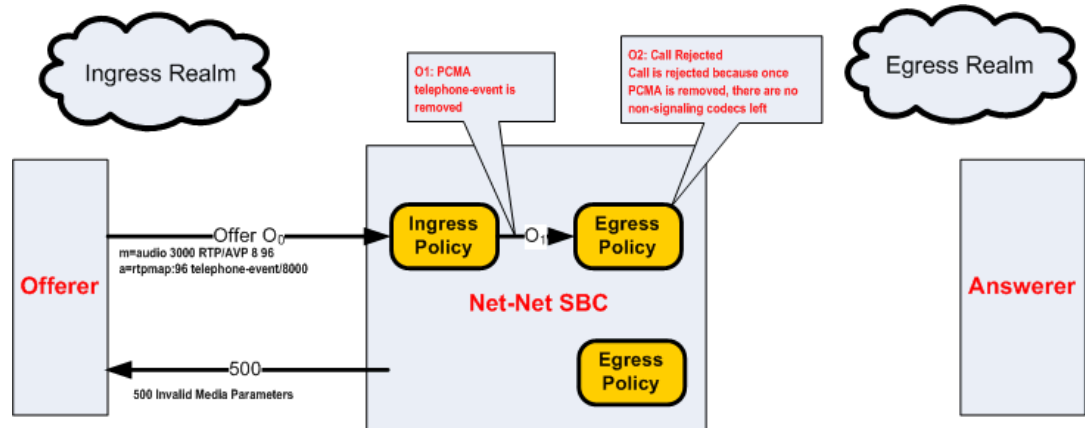 Ingress Realm
Egress Realm
O1: PCMA
telephone-event is
removed
O2: Call Rejected
Call is rejected because once
PCMA is removed, there are no
non-signaling codecs left
Offerer
Offer O0
m=audio 3000 RTP/AVP 8 96
a=rtpmap:96 telephone-event/8000
Ingress
Policy
O1
Egress
Policy
Net-Net SBC
Answerer
500
500 Invalid Media Parameters
Egress
Policy